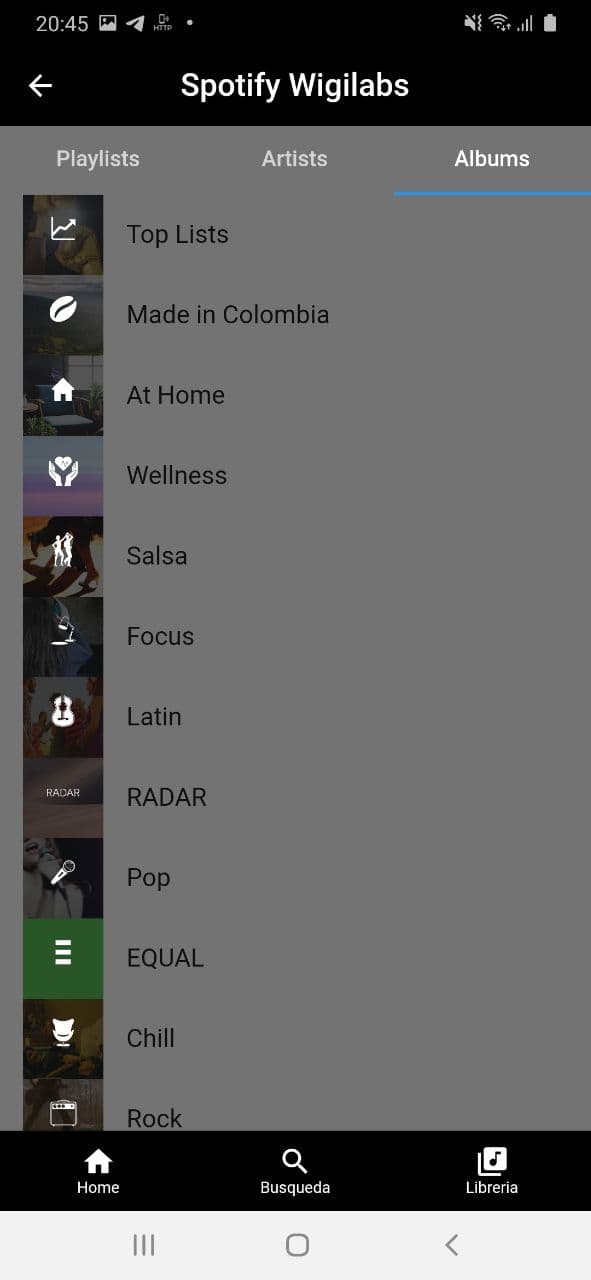 20:45
HTTP
Spotify Wigilabs
Playlists
Artists
Albums
Top Lists
Made in Colombia
At Home
Wellness
Salsa
Focus
Latin
RADAR
RADAR
Pop
EQUAL
Chill
Rock
Home
Busqueda
Libreria